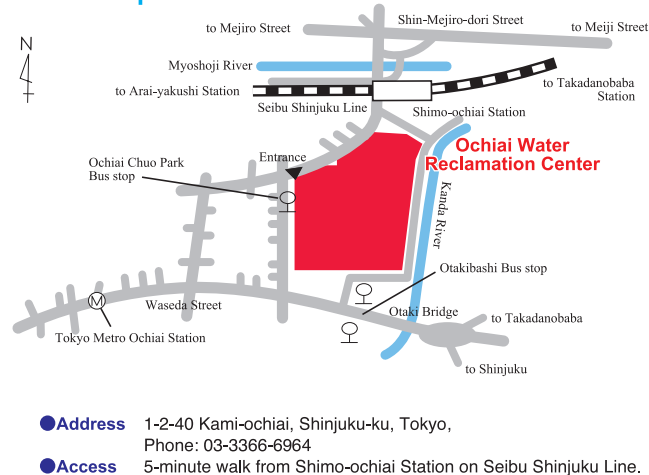 Shin-Mejiro-dori Street
to Mejiro Street
to Meiji Street
N
Myoshoji River
to Arai-yakushi Station
to Takadanobaba
Station
Seibu Shinjuku Line
Shimo-ochiai Station
Ochiai Water
Reclamation Center
Entrance
Ochiai Chuo Park
Bus stop
Kanda River
Otakibashi Bus stop
M
Waseda Street
Otaki Bridge
to Takadanobaba
Tokyo Metro Ochiai Station
to Shinjuku
●Address 1-2-40 Kami-ochiai, Shinjuku-ku, Tokyo,
Phone: 03-3366-6964
●Access 5-minute walk from Shimo-ochiai Station on Seibu Shinjuku Line.